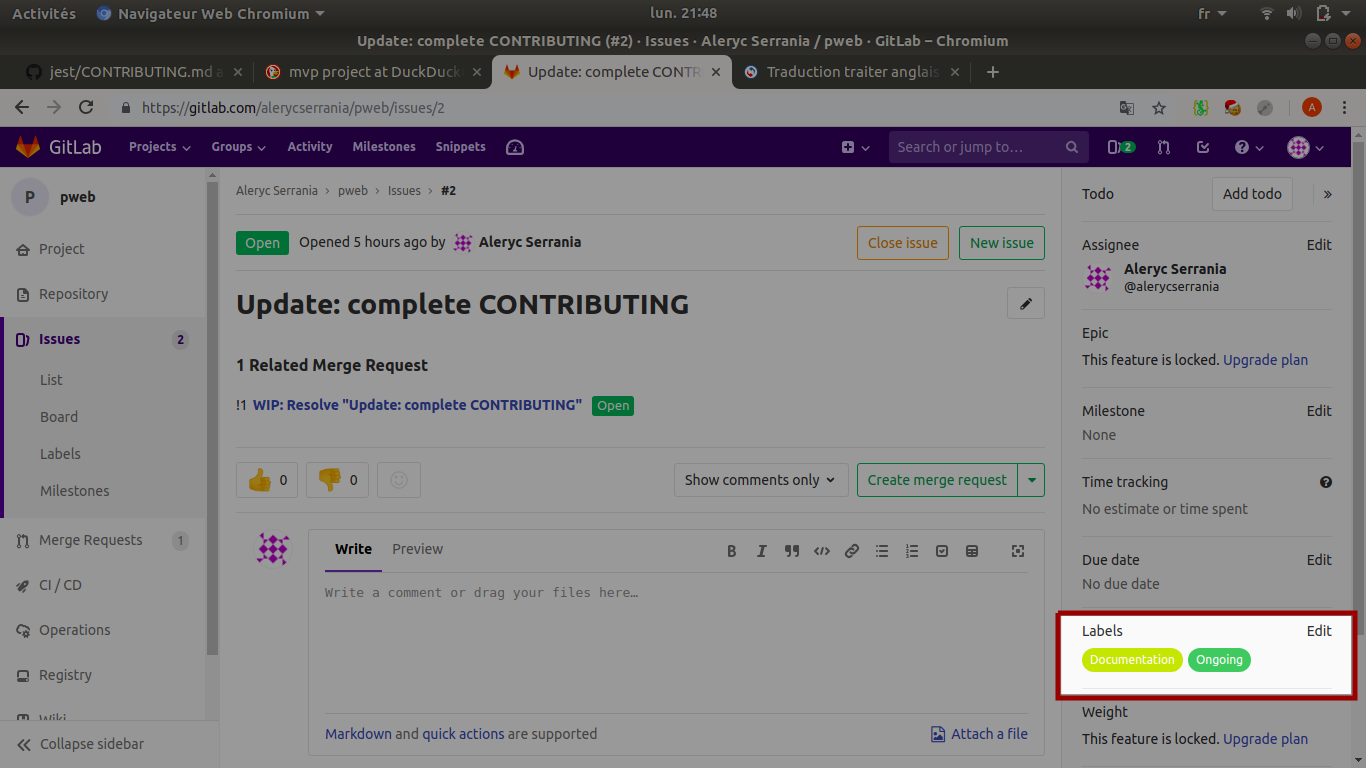 Activités Navigateur Web Chromium lun. 21:48 fr
Update: complete CONTRIBUTING (#2) · Issues · Aleryc Serrania / pweb · GitLab – Chromium
jest/CONTRIBUTING.md a mvp project at DuckDuck Update: complete CONTR Traduction traiter anglais
https://gitlab.com/alerycserrania/pweb/issues/2 A
GitLab Projects Groups Activity Milestones Snippets Search or jump to… 2
P pweb
Project
Repository
Issues 2
List
Board
Labels
Milestones
Merge Requests 1
CI / CD
Operations
Registry
Wiki
Collapse sidebar
Aleryc Serrania › pweb › Issues › #2
Open Opened 5 hours ago by Aleryc Serrania Close issue New issue
Update: complete CONTRIBUTING
1 Related Merge Request
!1 WIP: Resolve "Update: complete CONTRIBUTING" Open
0 0 Show comments only Create merge request
Write Preview
Write a comment or drag your files here…
Markdown and quick actions are supported Attach a file
Todo Add todo »
Assignee Edit
Aleryc Serrania
@alerycserrania
Epic
This feature is locked. Upgrade plan
Milestone Edit
None
Time tracking
No estimate or time spent
Due date Edit
No due date
Labels Edit
Documentation Ongoing
Weight
This feature is locked. Upgrade plan